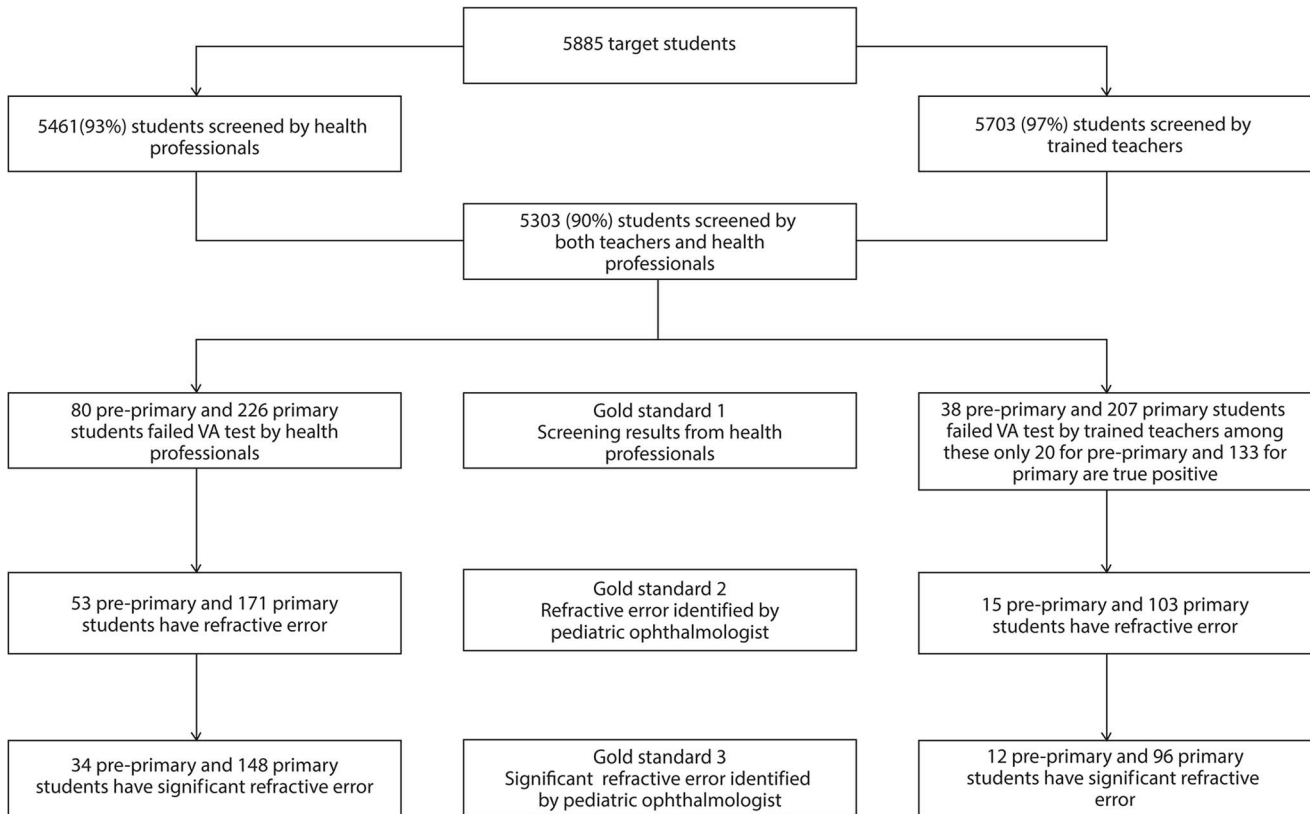 5885 target students
5461(93%) students screened by health
professionals
5703 (97%) students screened by
trained teachers
5303 (90%) students screened by
both teachers and health
professionals
80 pre-primary and 226 primary
students failed VA test by health
professionals
Gold standard 1
Screening results from health
professionals
38 pre-primary and 207 primary students
failed VA test by trained teachers among
these only 20 for pre-primary and 133 for
primary are true positive
53 pre-primary and 171 primary
students have refractive error
Gold standard 2
Refractive error identified by
pediatric ophthalmologist
15 pre-primary and 103 primary
students have refractive error
34 pre-primary and 148 primary
students have significant refractive error
Gold standard 3
Significant refractive error identified
by pediatric ophthalmologist
12 pre-primary and 96 primary
students have significant refractive
error